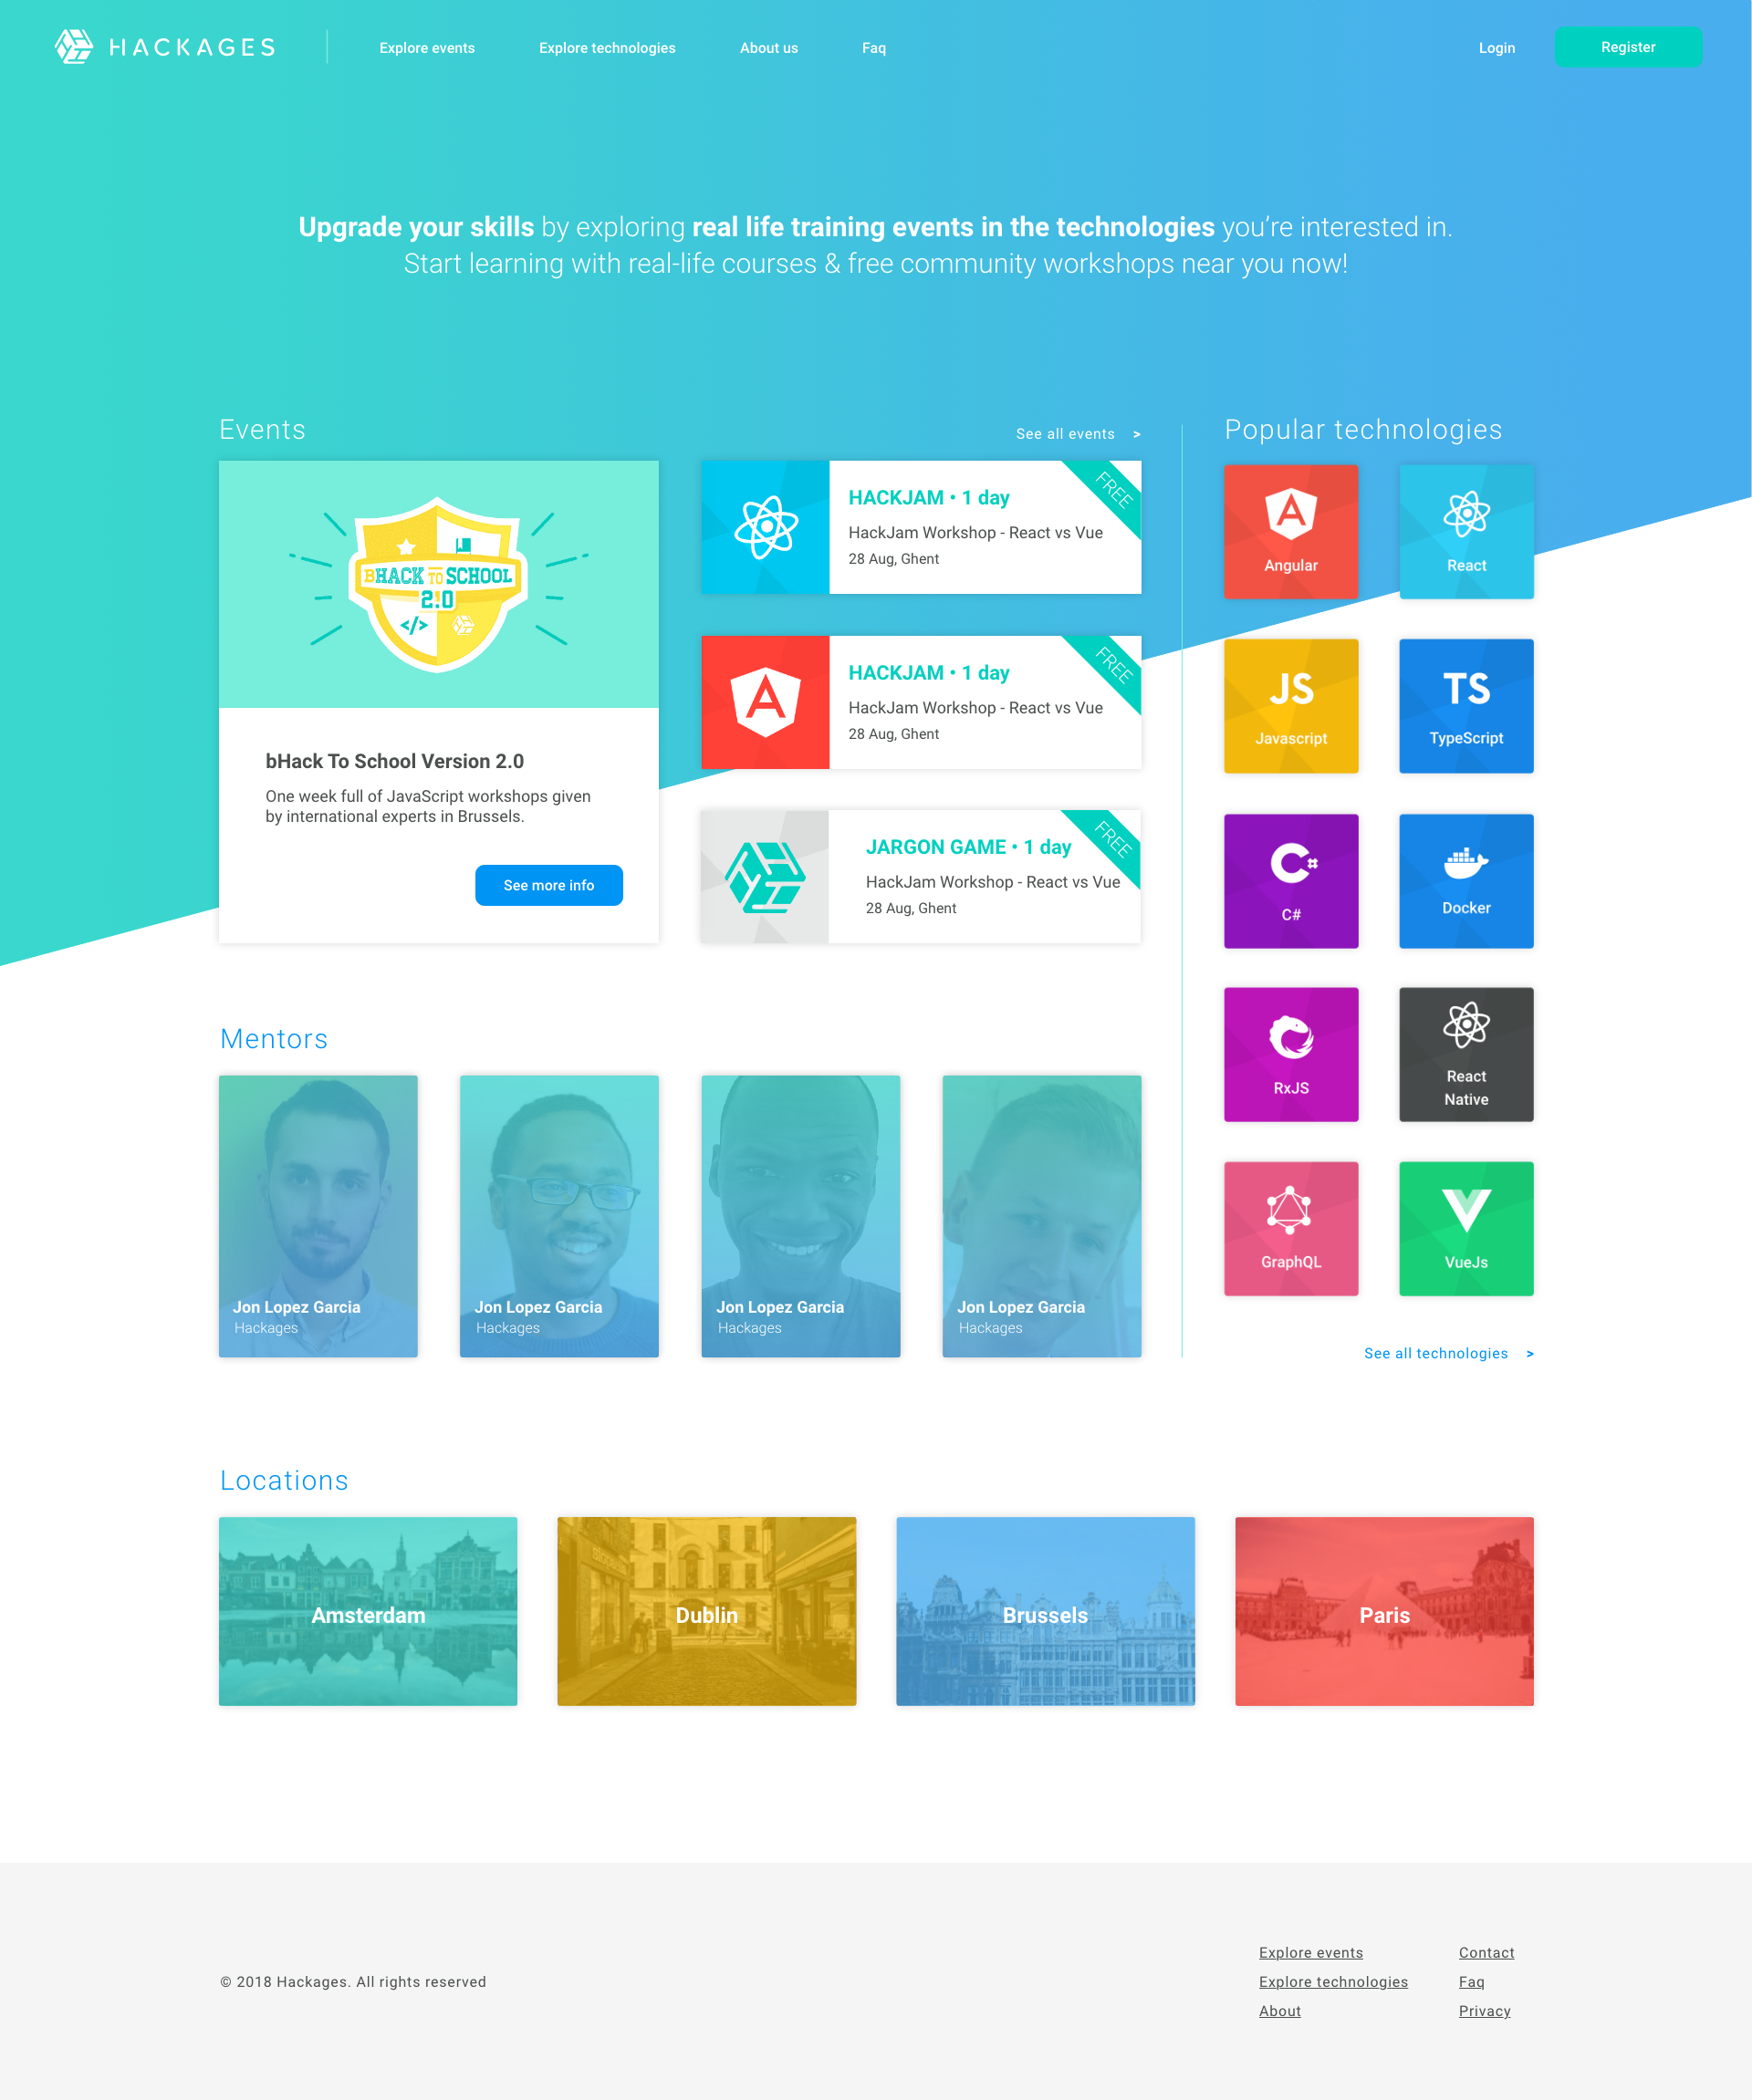 HACKAGES
Explore events
Explore technologies
About us
Faq
Login
Register
Upgrade your skills by exploring real life training events in the technologies you’re interested in.
Start learning with real-life courses & free community workshops near you now!
Events
See all events >
BHACK TO SCHOOL
2.0
</>
bHack To School Version 2.0
One week full of JavaScript workshops given
by international experts in Brussels.
See more info
HACKJAM • 1 day
FREE
HackJam Workshop - React vs Vue
28 Aug, Ghent
A
HACKJAM • 1 day
FREE
HackJam Workshop - React vs Vue
28 Aug, Ghent
JARGON GAME • 1 day
FREE
HackJam Workshop - React vs Vue
28 Aug, Ghent
Popular technologies
A
Angular
React
JS
Javascript
TS
TypeScript
C#
C#
Docker
RxJS
React
Native
GraphQL
VueJs
See all technologies >
Mentors
Jon Lopez Garcia
Hackages
Jon Lopez Garcia
Hackages
Jon Lopez Garcia
Hackages
Jon Lopez Garcia
Hackages
Locations
Amsterdam
Dublin
Brussels
Paris
© 2018 Hackages. All rights reserved
Explore events
Explore technologies
About
Contact
Faq
Privacy